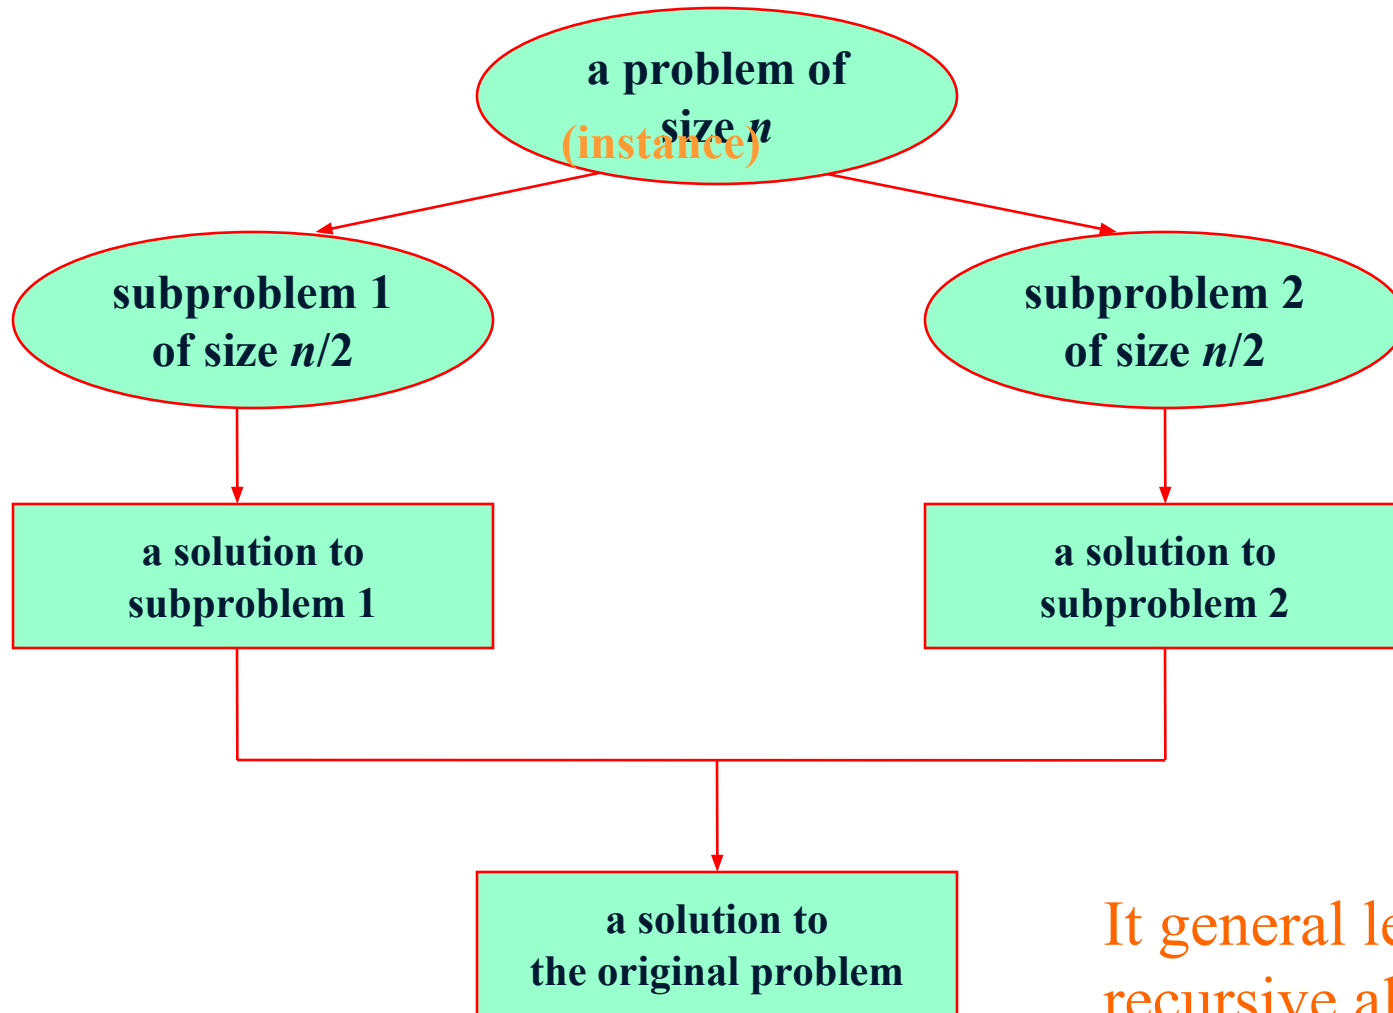 a problem of
size n
(instance)
subproblem 1
of size n/2
subproblem 2
of size n/2
a solution to
subproblem 1
a solution to
subproblem 2
a solution to
the original problem
It general
recursive